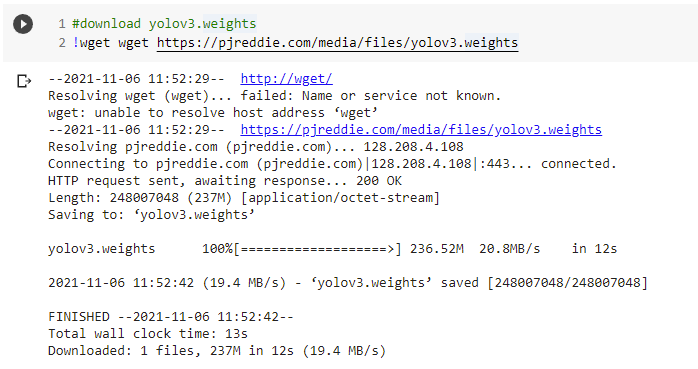 1 #download yolov3.weights
2 !wget wget https://pjreddie.com/media/files/yolov3.weights
--2021-11-06 11:52:29-- http://wget/
Resolving wget (wget)... failed: Name or service not known.
wget: unable to resolve host address ‘wget’
--2021-11-06 11:52:29-- https://pjreddie.com/media/files/yolov3.weights
Resolving pjreddie.com (pjreddie.com)... 128.208.4.108
Connecting to pjreddie.com (pjreddie.com)|128.208.4.108|:443... connected.
HTTP request sent, awaiting response... 200 OK
Length: 248007048 (237M) [application/octet-stream]
Saving to: ‘yolov3.weights’
yolov3.weights 100%[===================>] 236.52M 20.8MB/s in 12s
2021-11-06 11:52:42 (19.4 MB/s) - ‘yolov3.weights’ saved [248007048/248007048]
FINISHED --2021-11-06 11:52:42--
Total wall clock time: 13s
Downloaded: 1 files, 237M in 12s (19.4 MB/s)